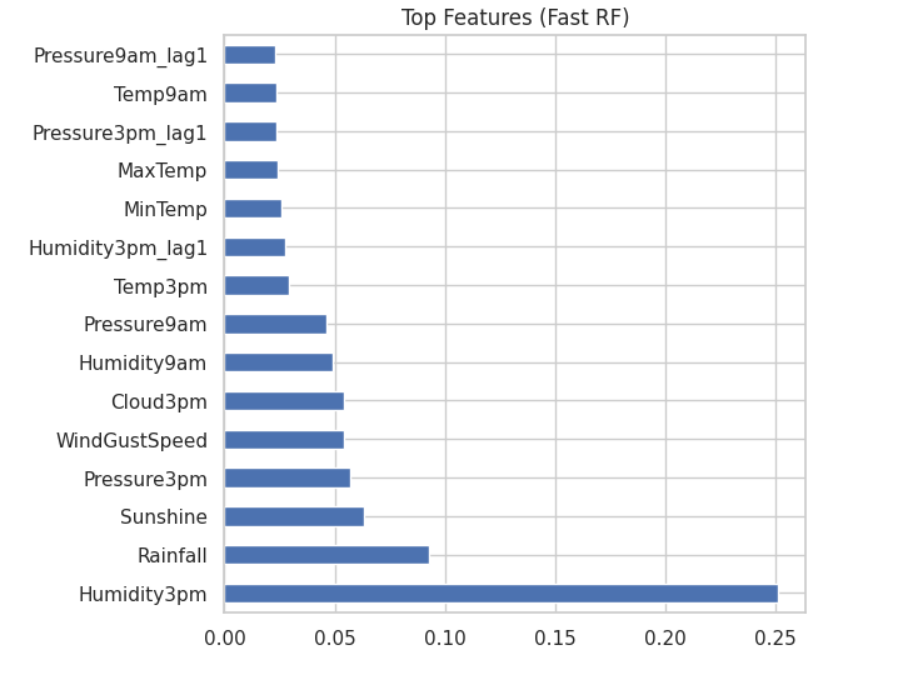 Top Features (Fast RF)
Pressure9am_lag1
Temp9am
Pressure3pm_lag1
MaxTemp
MinTemp
Humidity3pm_lag1
Temp3pm
Pressure9am
Humidity9am
Cloud3pm
WindGustSpeed
Pressure3pm
Sunshine
Rainfall
Humidity3pm
0.00 0.05 0.10 0.15 0.20 0.25